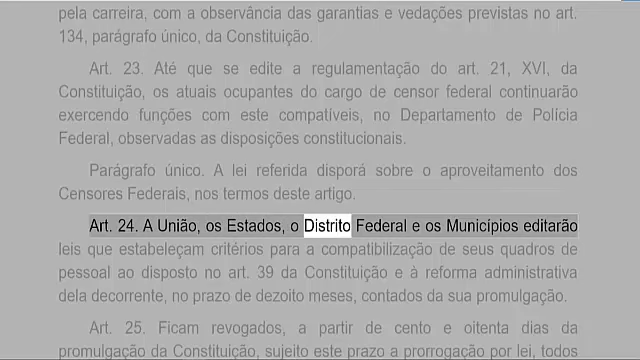 pela carreira, com a observância das garantias e vedações previstas no art.
134, parágrafo único, da Constituição.
Art. 23. Até que se edite a regulamentação do art. 21, XVI, da
Constituição, os atuais ocupantes do cargo de censor federal continuarão
exercendo funções com este compatíveis, no Departamento de Polícia
Federal, observadas as disposições constitucionais.
Parágrafo único. A lei referida disporá sobre o aproveitamento dos
Censores Federais, nos termos deste artigo.
Art. 24. A União, os Estados, o Distrito Federal e os Municípios editarão
leis que estabeleçam critérios para a compatibilização de seus quadros de
pessoal ao disposto no art. 39 da Constituição e à reforma administrativa
dela decorrente, no prazo de dezoito meses, contados da sua promulgação.
Art. 25. Ficam revogados, a partir de cento e oitenta dias da
promulgação da Constituição, sujeito este prazo a prorrogação por lei, todos